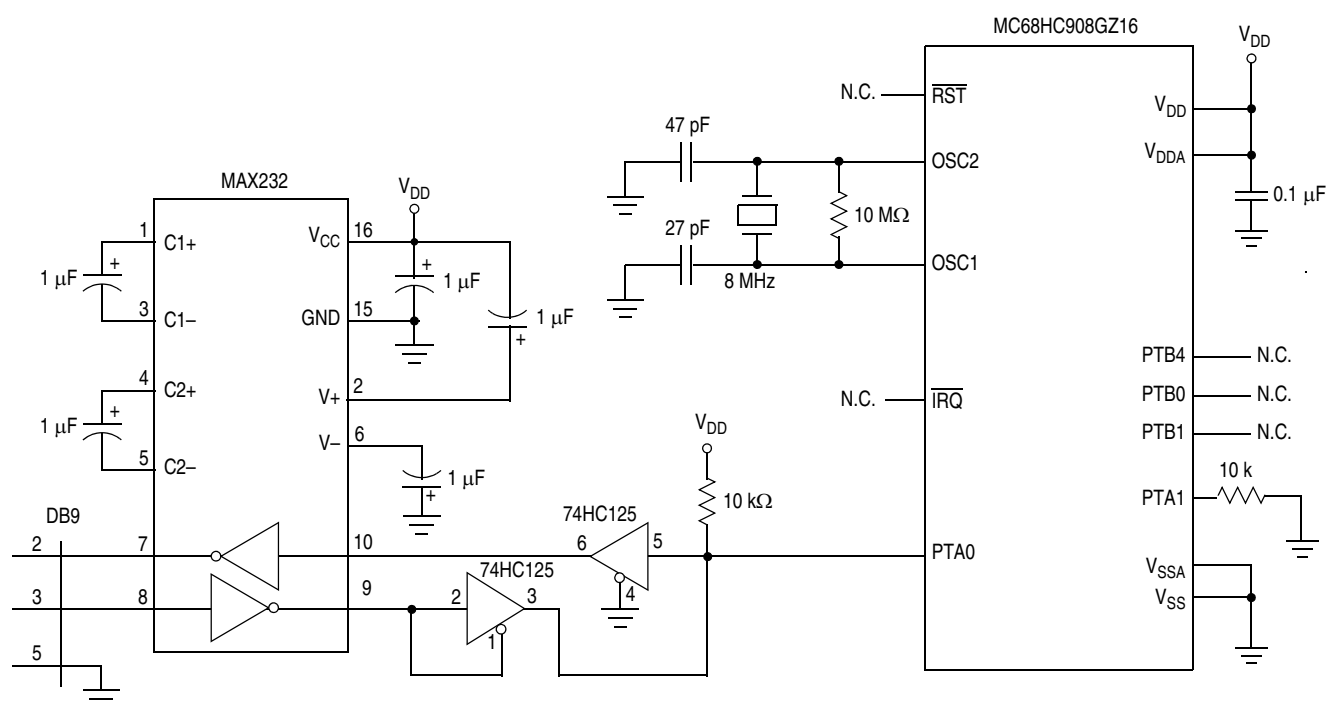 MC68HC908GZ16
VDD
N.C.
RST
VDD
47 pF
OSC2
VDDA
MAX232
VDD
10 MΩ
0.1 µF
1
C1+
VCC
16
27 pF
OSC1
1 µF
+
+
1 µF
8 MHz
3
C1–
GND
15
1 µF
+
PTB4
N.C.
4
C2+
V+
2
PTB0
N.C.
N.C.
IRQ
1 µF
+
V–
6
VDD
PTB1
N.C.
5
C2–
1 µF
+
10 k
PTA1
10 kΩ
DB9
74HC125
2
7
10
6
5
PTA0
74HC125
4
VSSA
3
8
9
2
3
VSS
1
5